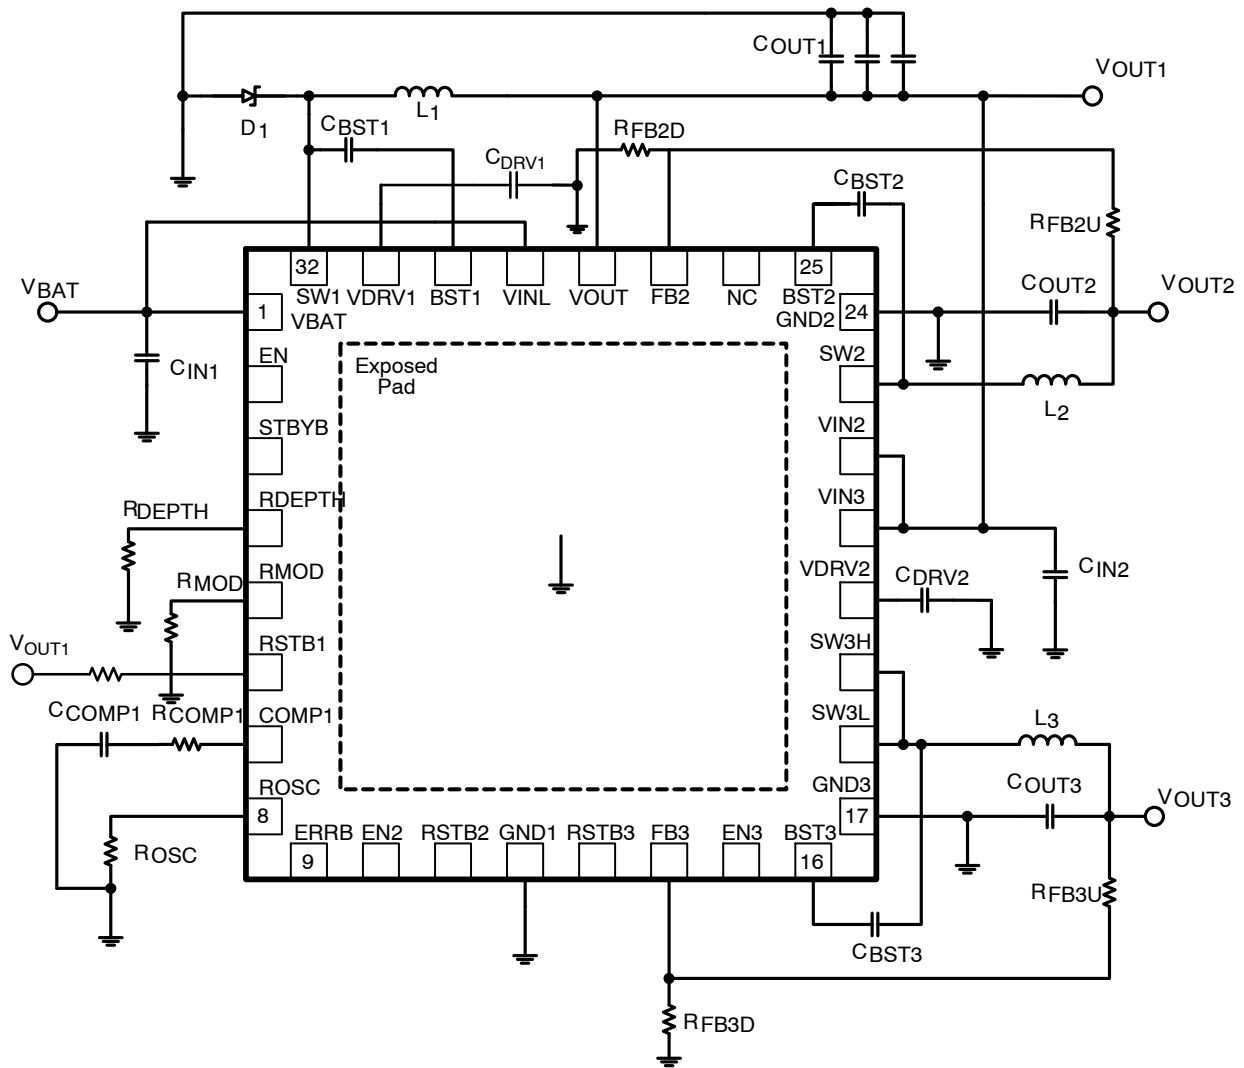 COUT1
VOUT1
D1
L1
CBST1
RFB2D
CDRV1
CBST2
RFB2U
VBAT
COUT2
VOUT2
CIN1
L2
32
25
SW1
VDRV1
BST1
VINL
VOUT
FB2
NC
BST2
1
VBAT
GND2
24
EN
SW2
Exposed
Pad
STBYB
VIN2
RDEPTH
RDEPTH
VIN3
RMOD
RMOD
VDRV2
CDRV2
CIN2
VOUT1
RSTB1
SW3H
CCOMP1
RCOMP1
COMP1
SW3L
L3
ROSC
GND3
COUT3
VOUT3
8
17
ROSC
ERRB
EN2
RSTB2
GND1
RSTB3
FB3
EN3
BST3
9
16
RFB3U
CBST3
RFB3D